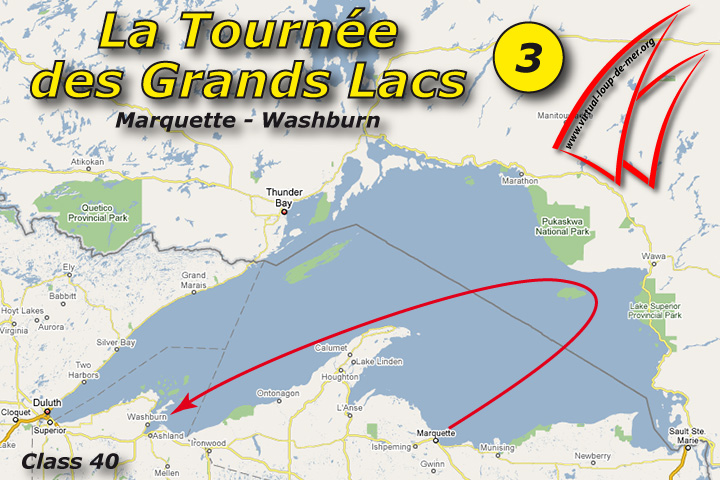 La Tournée
des Grands Lacs
3
Marquette - Washburn
www.virtual-loup-de-mer.org
Atikokan
Quetico
Provincial Park
Thunder
Bay
Marathon
Pukaskwa
National Park
Wawa
Lake Superior
Provincial Park
Ely
Babbitt
Hoyt Lakes
Virginia
Aurora
Grand
Marais
Silver Bay
Two
Harbors
Calumet
Lake Linden
Houghton
Ontonagon
L'Anse
Duluth
Cloquet
Superior
Washburn
Ashland
Ironwood
Mellen
Marquette
Ishpeming
Gwinn
Munising
Newberry
Sault Ste.
Marie
Lake
Class 40